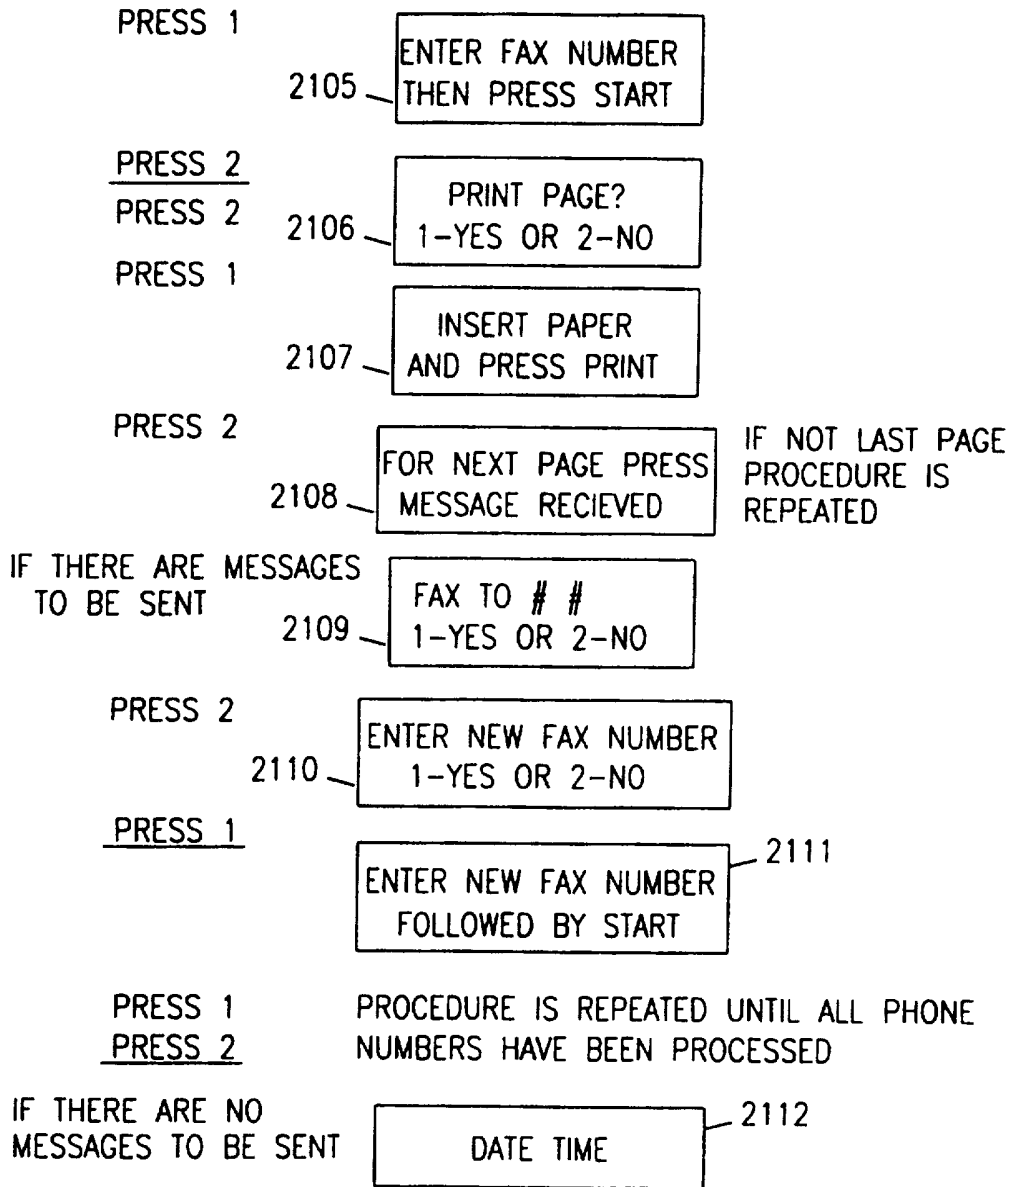 PRESS 1
ENTER FAX NUMBER
THEN PRESS START
2105
PRESS 2
PRESS 2
PRINT PAGE?
1-YES OR 2-NO
2106
PRESS 1
INSERT PAPER
AND PRESS PRINT
2107
PRESS 2
FOR NEXT PAGE PRESS
MESSAGE RECIEVED
2108
IF NOT LAST PAGE
PROCEDURE IS
REPEATED
IF THERE ARE MESSAGES
TO BE SENT
FAX TO # #
1-YES OR 2-NO
2109
PRESS 2
ENTER NEW FAX NUMBER
1-YES OR 2-NO
2110
PRESS 1
2111
ENTER NEW FAX NUMBER
FOLLOWED BY START
PRESS 1
PRESS 2
PROCEDURE IS REPEATED UNTIL ALL PHONE
NUMBERS HAVE BEEN PROCESSED
IF THERE ARE NO
MESSAGES TO BE SENT
DATE TIME
2112